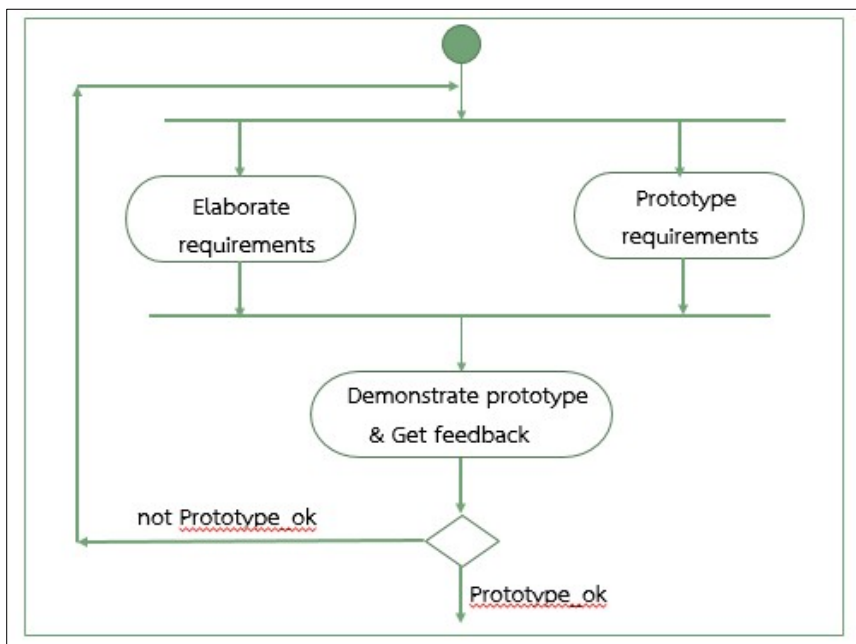 Elaborate
requirements
Prototype
requirements
Demonstrate prototype
& Get feedback
not Prototype_ok
Prototype_ok